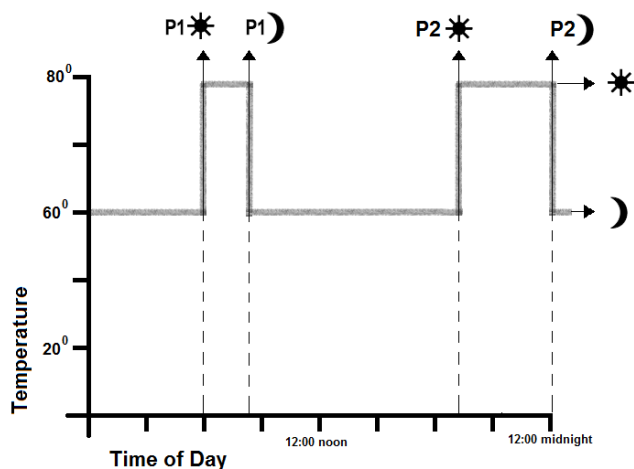 P1 P1 P2 P2
80⁰
60⁰
20⁰
Temperature
12:00 noon
12:00 midnight
Time of Day